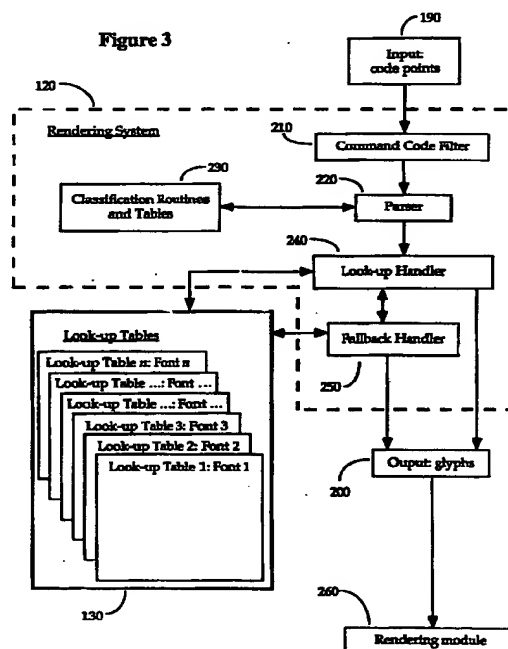 Figure 3
190
Input:
code points
120
Rendering System
210
Command Code Filter
290
220
Classification Routines
and Tables
Parser
240
Look-up Handler
Look-up Tables
Fallback Handler
250
Look-up Table n: Font n
Look-up Table ...: Font ...
Look-up Table ...: Font ...
Look-up Table 3: Font 3
Look-up Table 2: Font 2
Look-up Table 1: Font 1
Ouput: glyphs
200
130
260
Rendering module